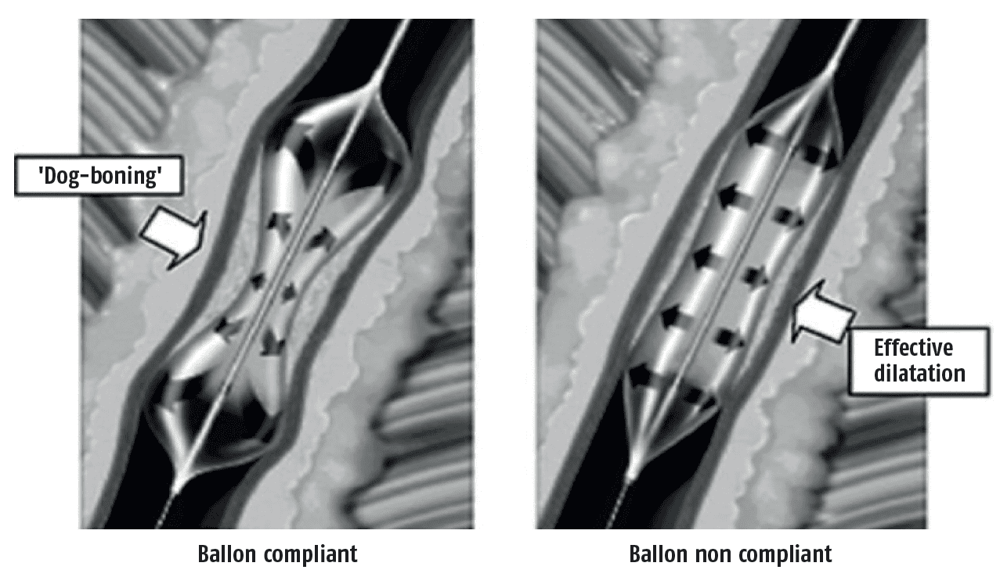 'Dog-boning'
Effective
dilatation
Ballon compliant
Ballon non compliant